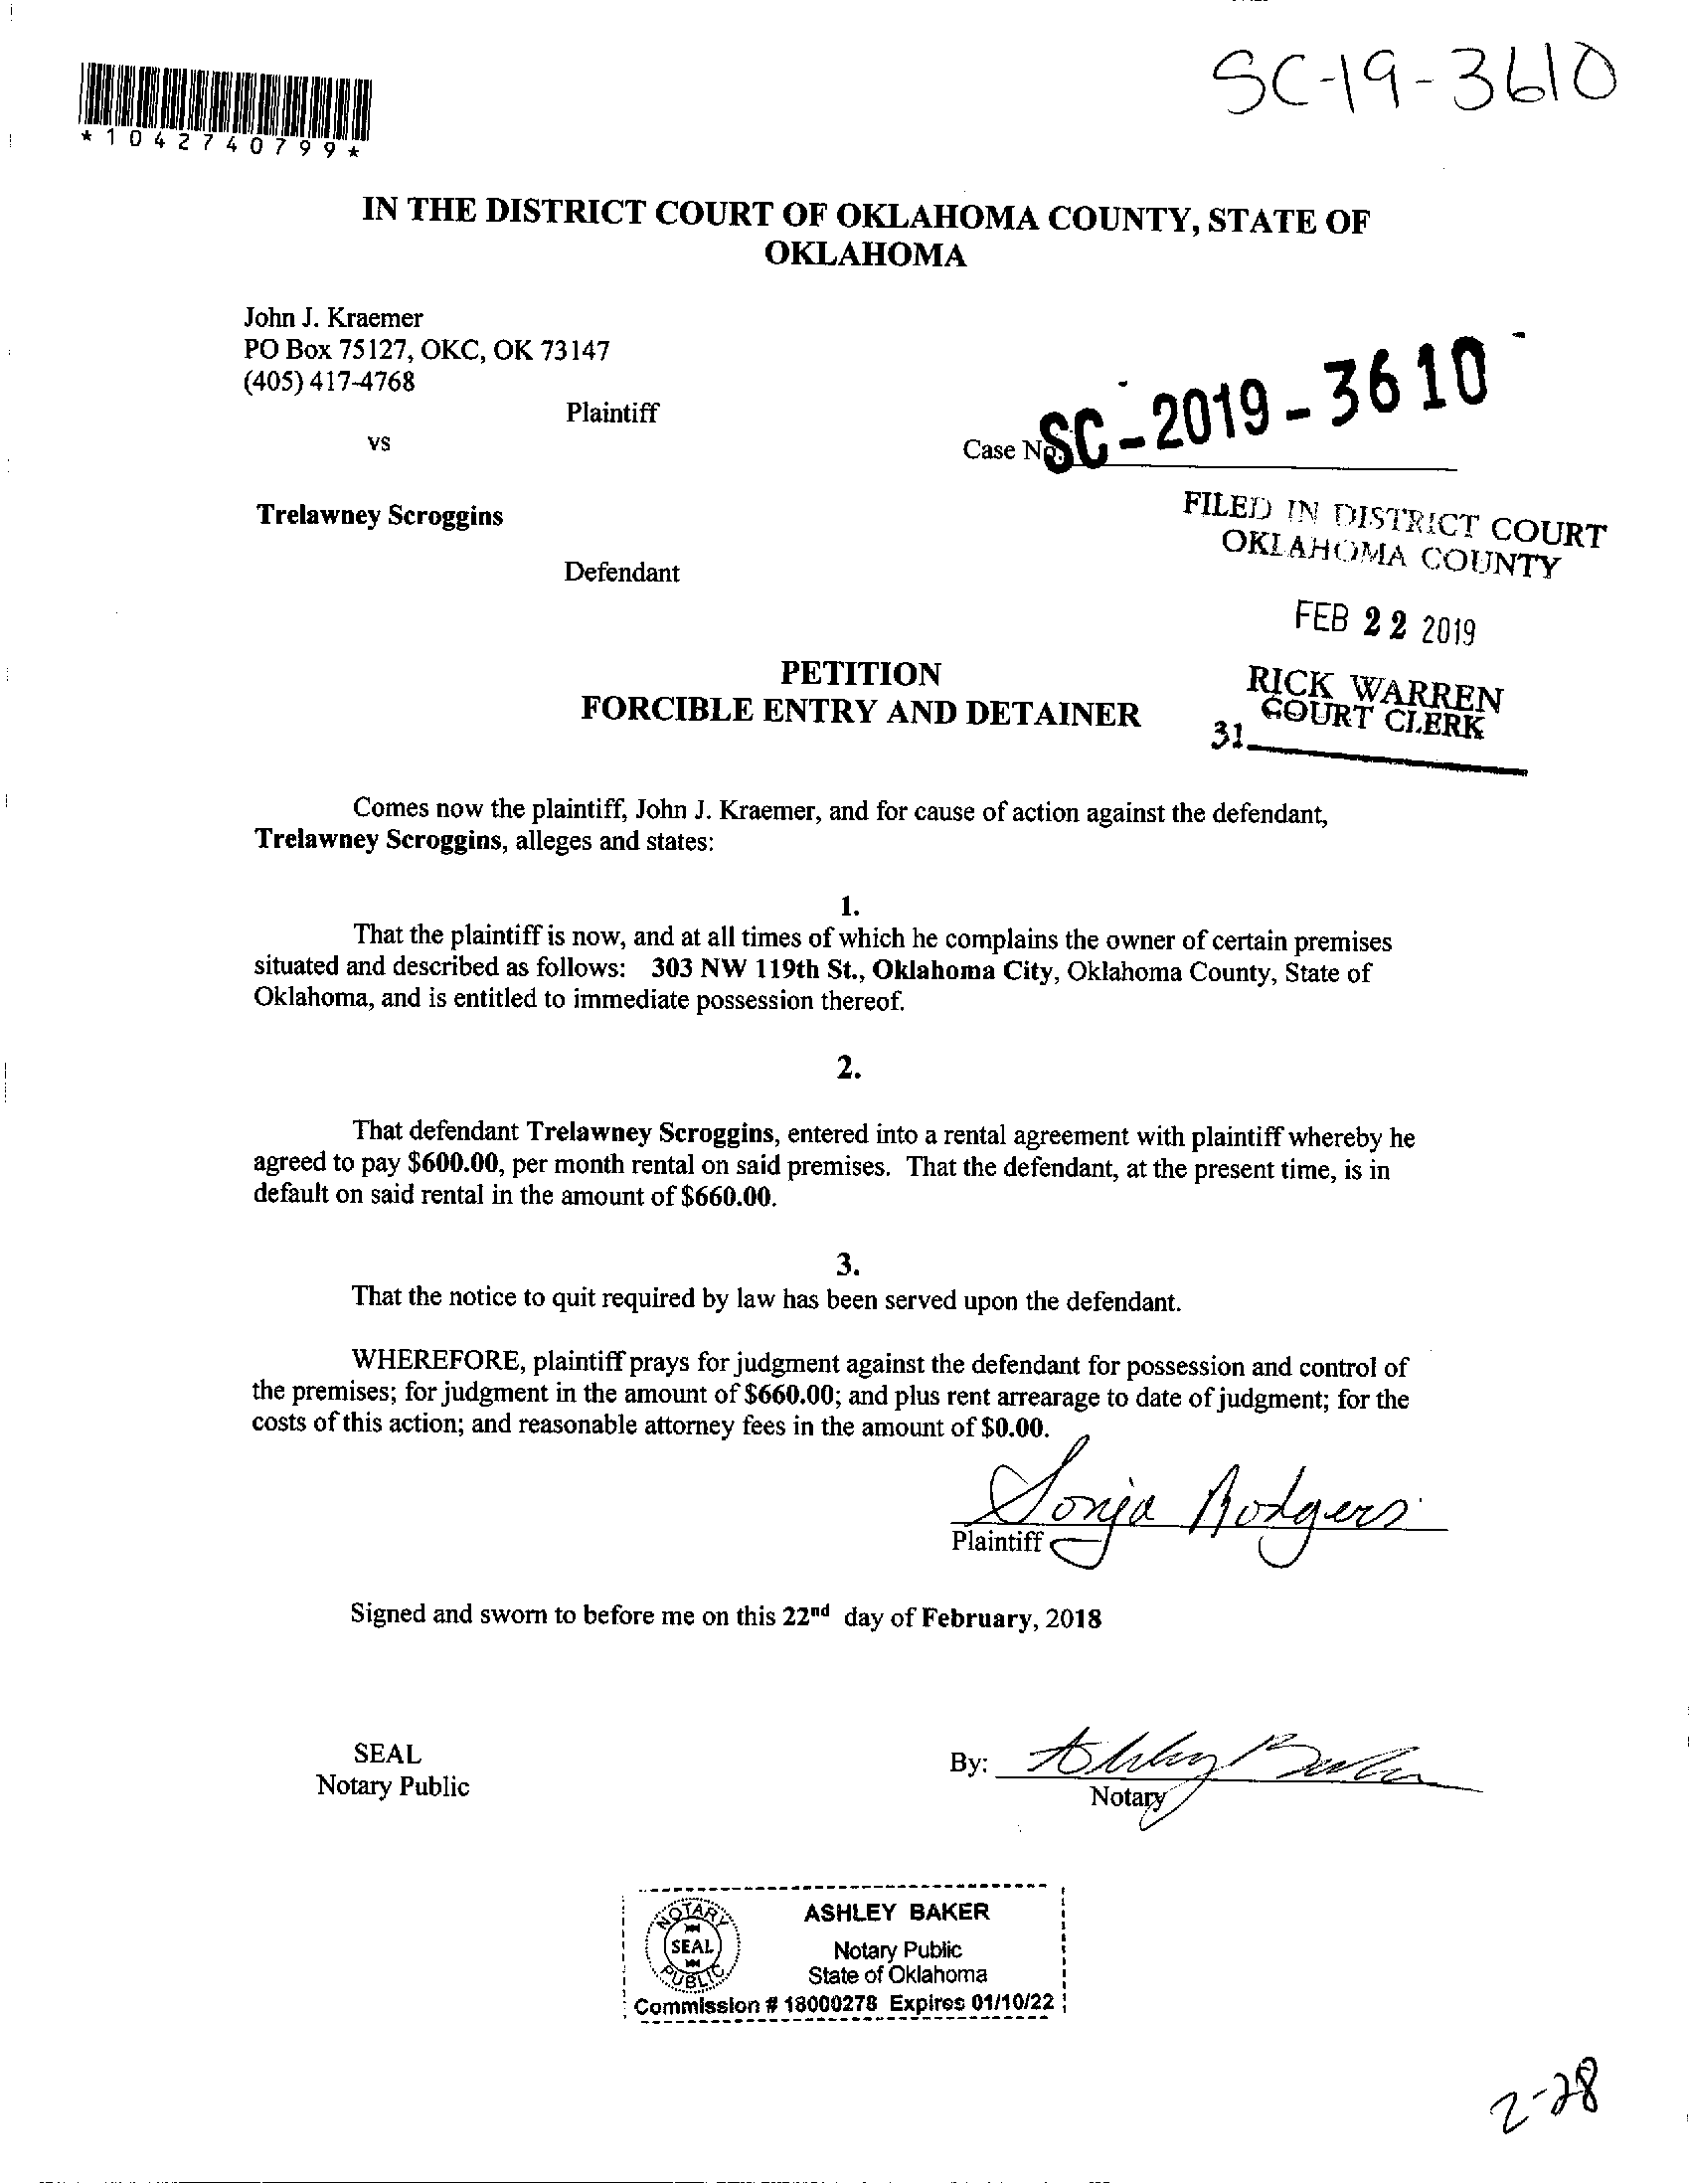 SC-19-3610
*1042740799*
IN THE DISTRICT COURT OF OKLAHOMA COUNTY, STATE OF
OKLAHOMA
John J. Kraemer
PO Box 75127, OKC, OK 73147
(405) 417-4768
Plaintiff
vs
Case No. SC-2019-3610
Trelawney Scroggins
Defendant
FILED IN DISTRICT COURT
OKLAHOMA COUNTY
FEB 22 2019
RICK WARREN
COURT CLERK
31
PETITION
FORCIBLE ENTRY AND DETAINER
Comes now the plaintiff, John J. Kraemer, and for cause of action against the defendant,
Trelawney Scroggins, alleges and states:
1.
That the plaintiff is now, and at all times of which he complains the owner of certain premises
situated and described as follows: 303 NW 119th St., Oklahoma City, Oklahoma County, State of
Oklahoma, and is entitled to immediate possession thereof.
2.
That defendant Trelawney Scroggins, entered into a rental agreement with plaintiff whereby he
agreed to pay $600.00, per month rental on said premises. That the defendant, at the present time, is in
default on said rental in the amount of $660.00.
3.
That the notice to quit required by law has been served upon the defendant.
WHEREFORE, plaintiff prays for judgment against the defendant for possession and control of
the premises; for judgment in the amount of $660.00; and plus rent arrearage to date of judgment; for the
costs of this action; and reasonable attorney fees in the amount of $0.00.
Sonja Rodgers
Plaintiff
Signed and sworn to before me on this 22nd day of February, 2018
SEAL
Notary Public
By: Ashley Baker
Notary
NOTARY
SEAL
PUBLIC
ASHLEY BAKER
Notary Public
State of Oklahoma
Commission # 18000278 Expires 01/10/22
2-28